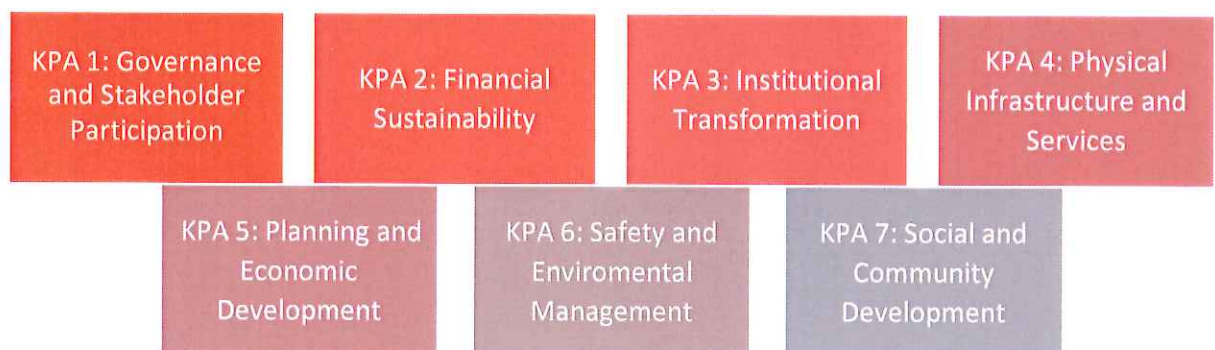 KPA 1: Governance
and Stakeholder
Participation
KPA 2: Financial
Sustainability
KPA 3: Institutional
Transformation
KPA 4: Physical
Infrastructure and
Services
KPA 5: Planning and
Economic
Development
KPA 6: Safety and
Enviromental
Management
KPA 7: Social and
Community
Development